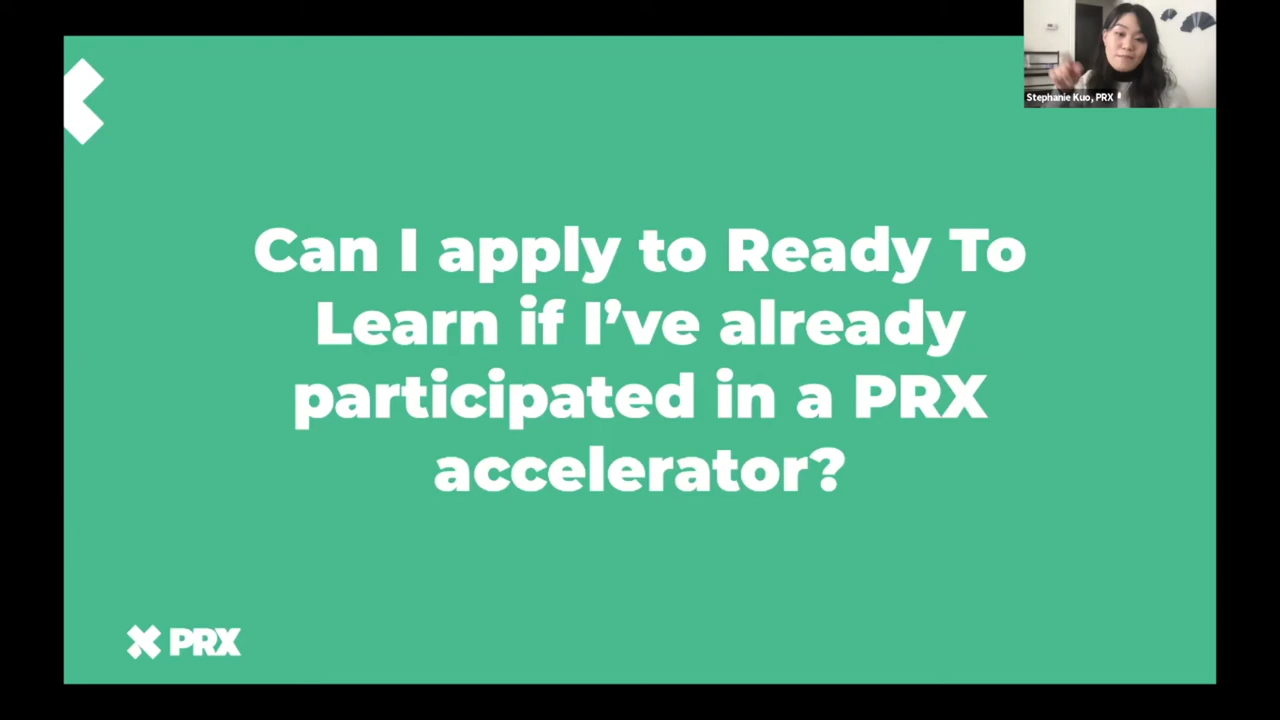 Stephanie Kuo, PRX
Can I apply to Ready To
Learn if I’ve already
participated in a PRX
accelerator?
PRX